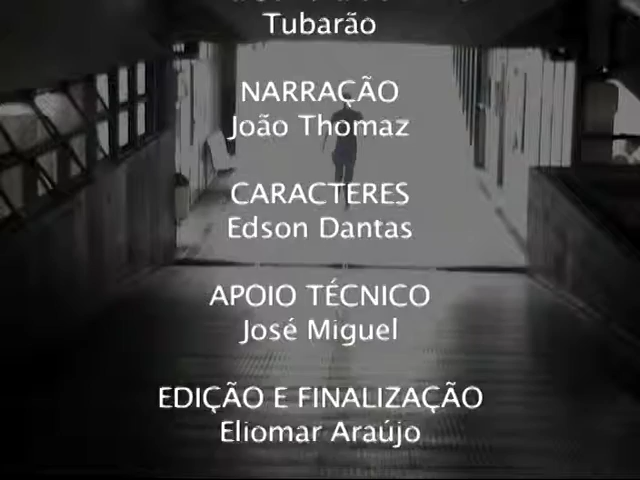 Tubarão
NARRAÇÃO
João Thomaz
CARACTERES
Edson Dantas
APOIO TÉCNICO
José Miguel
EDIÇÃO E FINALIZAÇÃO
Eliomar Araújo